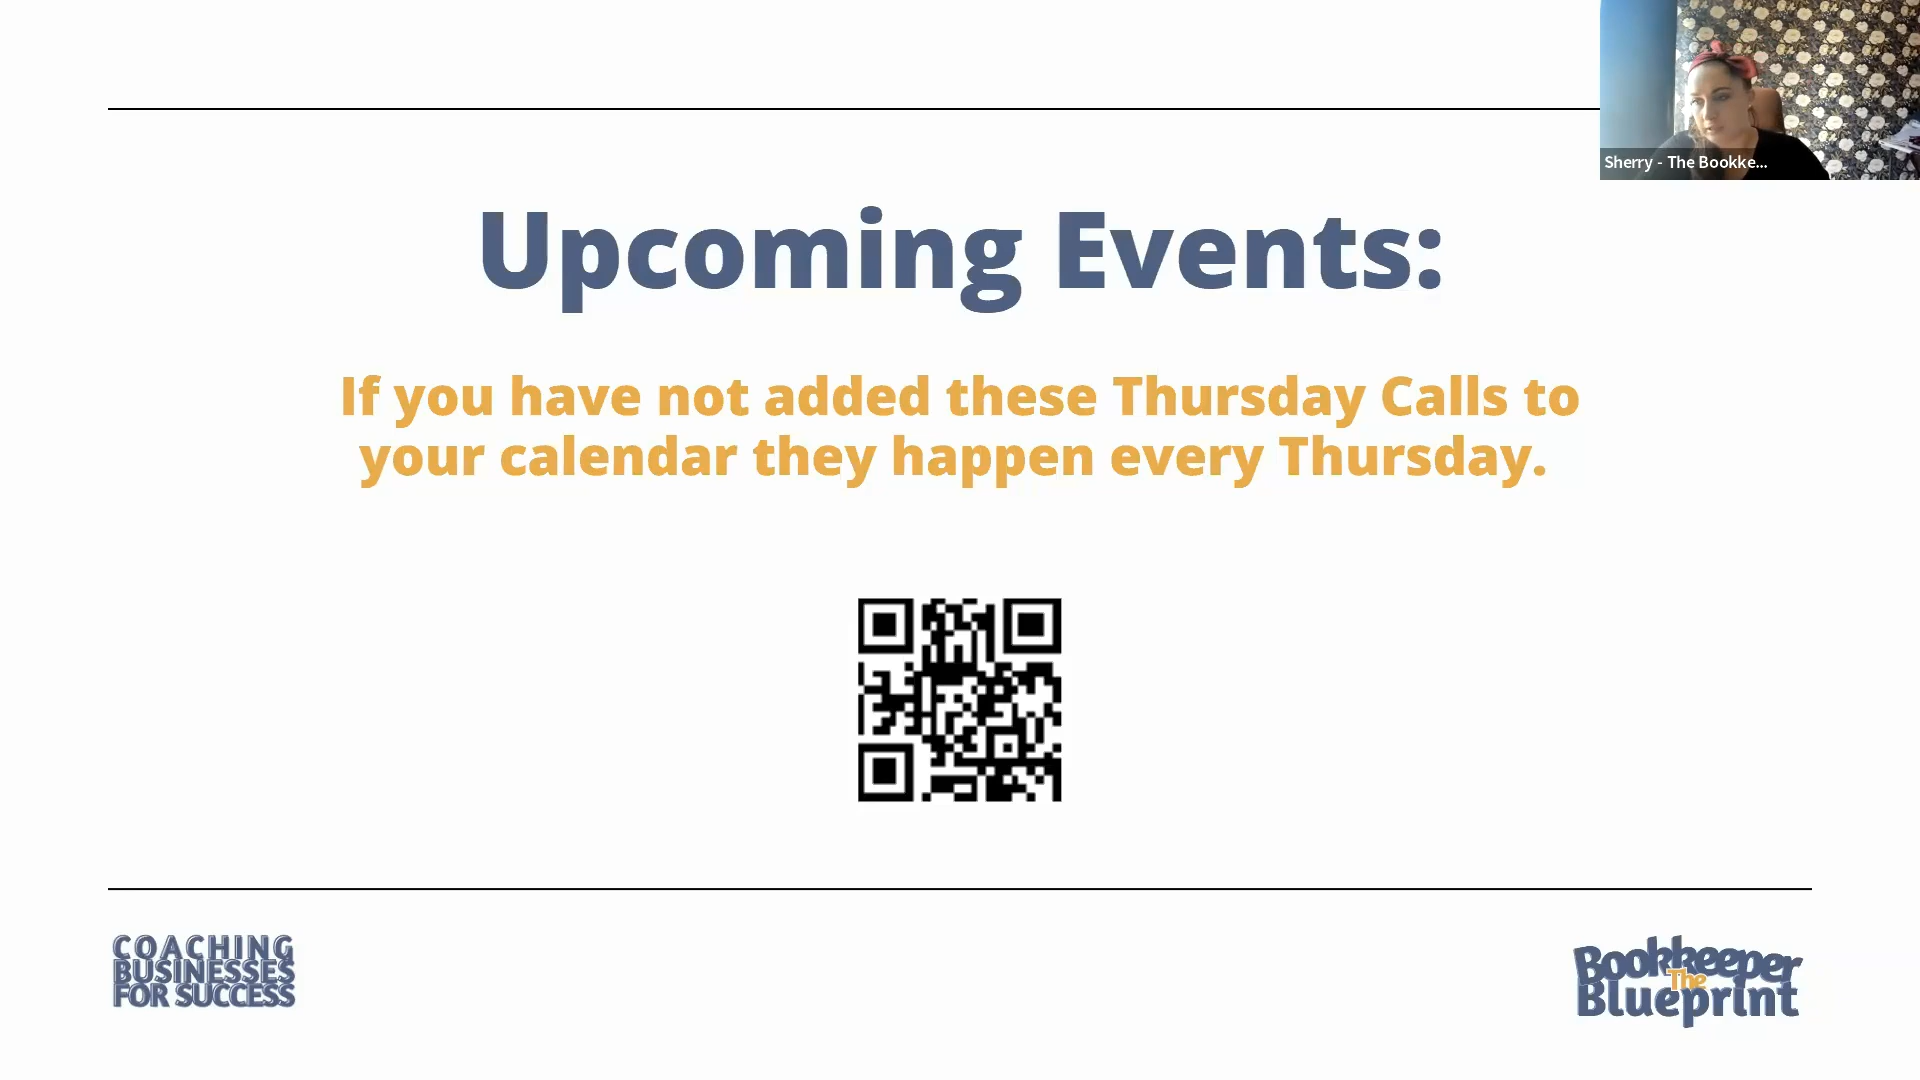 Sherry - The Bookke...
Upcoming Events:
If you have not added these Thursday Calls to
your calendar they happen every Thursday.
COACHING
BUSINESSES
FOR SUCCESS
The
Bookkeeper
Blueprint